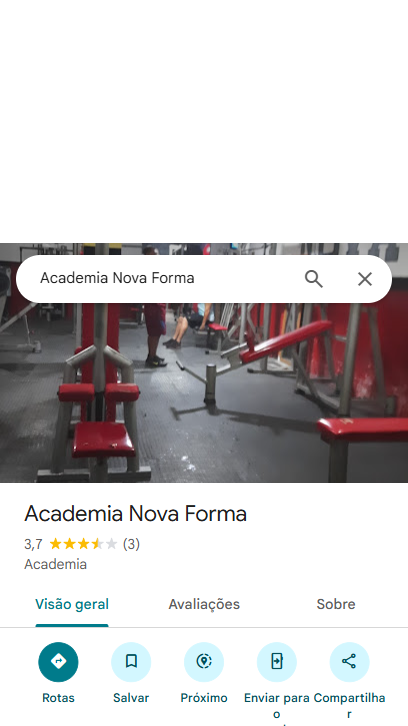 Academia Nova Forma
Academia Nova Forma
3,7 (3)
Academia
Visão geral Avaliações Sobre
Rotas Salvar Próximo Enviar para Compartilha
o r